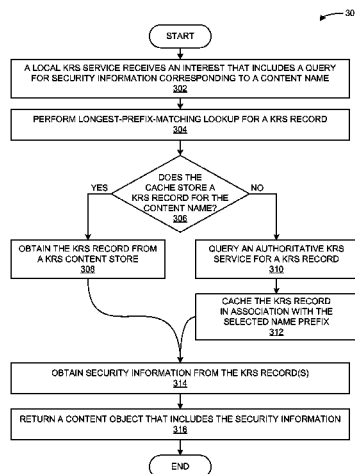 30
START
A LOCAL KRS SERVICE RECEIVES AN INTEREST THAT INCLUDES A QUERY
FOR SECURITY INFORMATION CORRESPONDING TO A CONTENT NAME
302
PERFORM LONGEST-PREFIX-MATCHING LOOKUP FOR A KRS RECORD
304
DOES THE
CACHE STORE A
KRS RECORD FOR THE
CONTENT NAME?
306
YES
NO
OBTAIN THE KRS RECORD FROM
A KRS CONTENT STORE
308
QUERY AN AUTHORITATIVE KRS
SERVICE FOR A KRS RECORD
310
CACHE THE KRS RECORD
IN ASSOCIATION WITH THE
SELECTED NAME PREFIX
312
OBTAIN SECURITY INFORMATION FROM THE KRS RECORD(S)
314
RETURN A CONTENT OBJECT THAT INCLUDES THE SECURITY INFORMATION
316
END